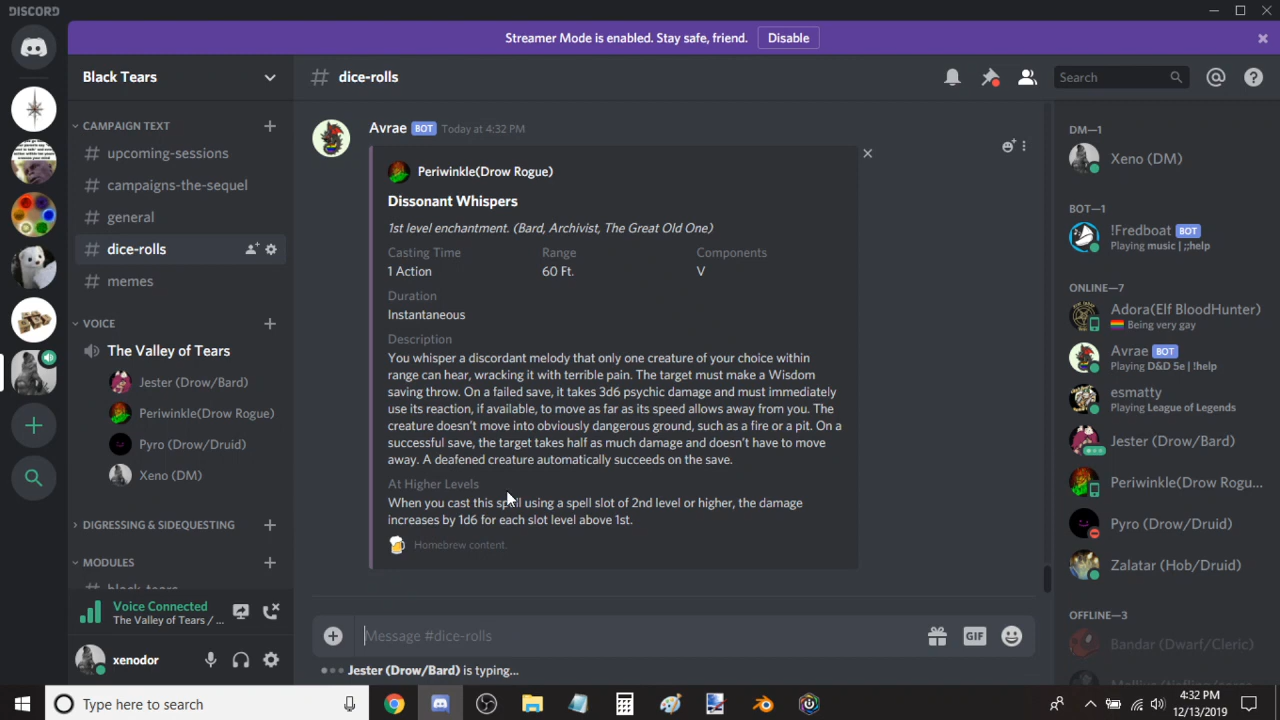 DISCORD
Streamer Mode is enabled. Stay safe, friend.
Disable
Black Tears
# dice-rolls
Search
CAMPAIGN TEXT
# upcoming-sessions
# campaigns-the-sequel
# general
# dice-rolls
# memes
VOICE
The Valley of Tears
Jester (Drow/Bard)
Periwinkle(Drow Rogue)
Pyro (Drow/Druid)
Xeno (DM)
DIGRESSING & SIDEQUESTING
MODULES
# black-tears
Voice Connected
The Valley of Tears / ...
xenodor
Avrae BOT Today at 4:32 PM
Periwinkle(Drow Rogue)
Dissonant Whispers
1st level enchantment. (Bard, Archivist, The Great Old One)
Casting Time Range Components
1 Action 60 Ft. V
Duration
Instantaneous
Description
You whisper a discordant melody that only one creature of your choice within
range can hear, wracking it with terrible pain. The target must make a Wisdom
saving throw. On a failed save, it takes 3d6 psychic damage and must immediately
use its reaction, if available, to move as far as its speed allows away from you. The
creature doesn't move into obviously dangerous ground, such as a fire or a pit. On a
successful save, the target takes half as much damage and doesn't have to move
away. A deafened creature automatically succeeds on the save.
At Higher Levels
When you cast this spell using a spell slot of 2nd level or higher, the damage
increases by 1d6 for each slot level above 1st.
Homebrew content.
Message #dice-rolls
GIF
Jester (Drow/Bard) is typing...
DM—1
Xeno (DM)
BOT—1
!Fredboat BOT
Playing music | ;;help
ONLINE—7
Adora(Elf BloodHunter)
Being very gay
Avrae BOT
Playing D&D 5e | !help
esmatty
Playing League of Legends
Jester (Drow/Bard)
Periwinkle(Drow Rogu...
Pyro (Drow/Druid)
Zalatar (Hob/Druid)
OFFLINE—3
Bandar (Dwarf/Cleric)
Type here to search
4:32 PM
12/13/2019